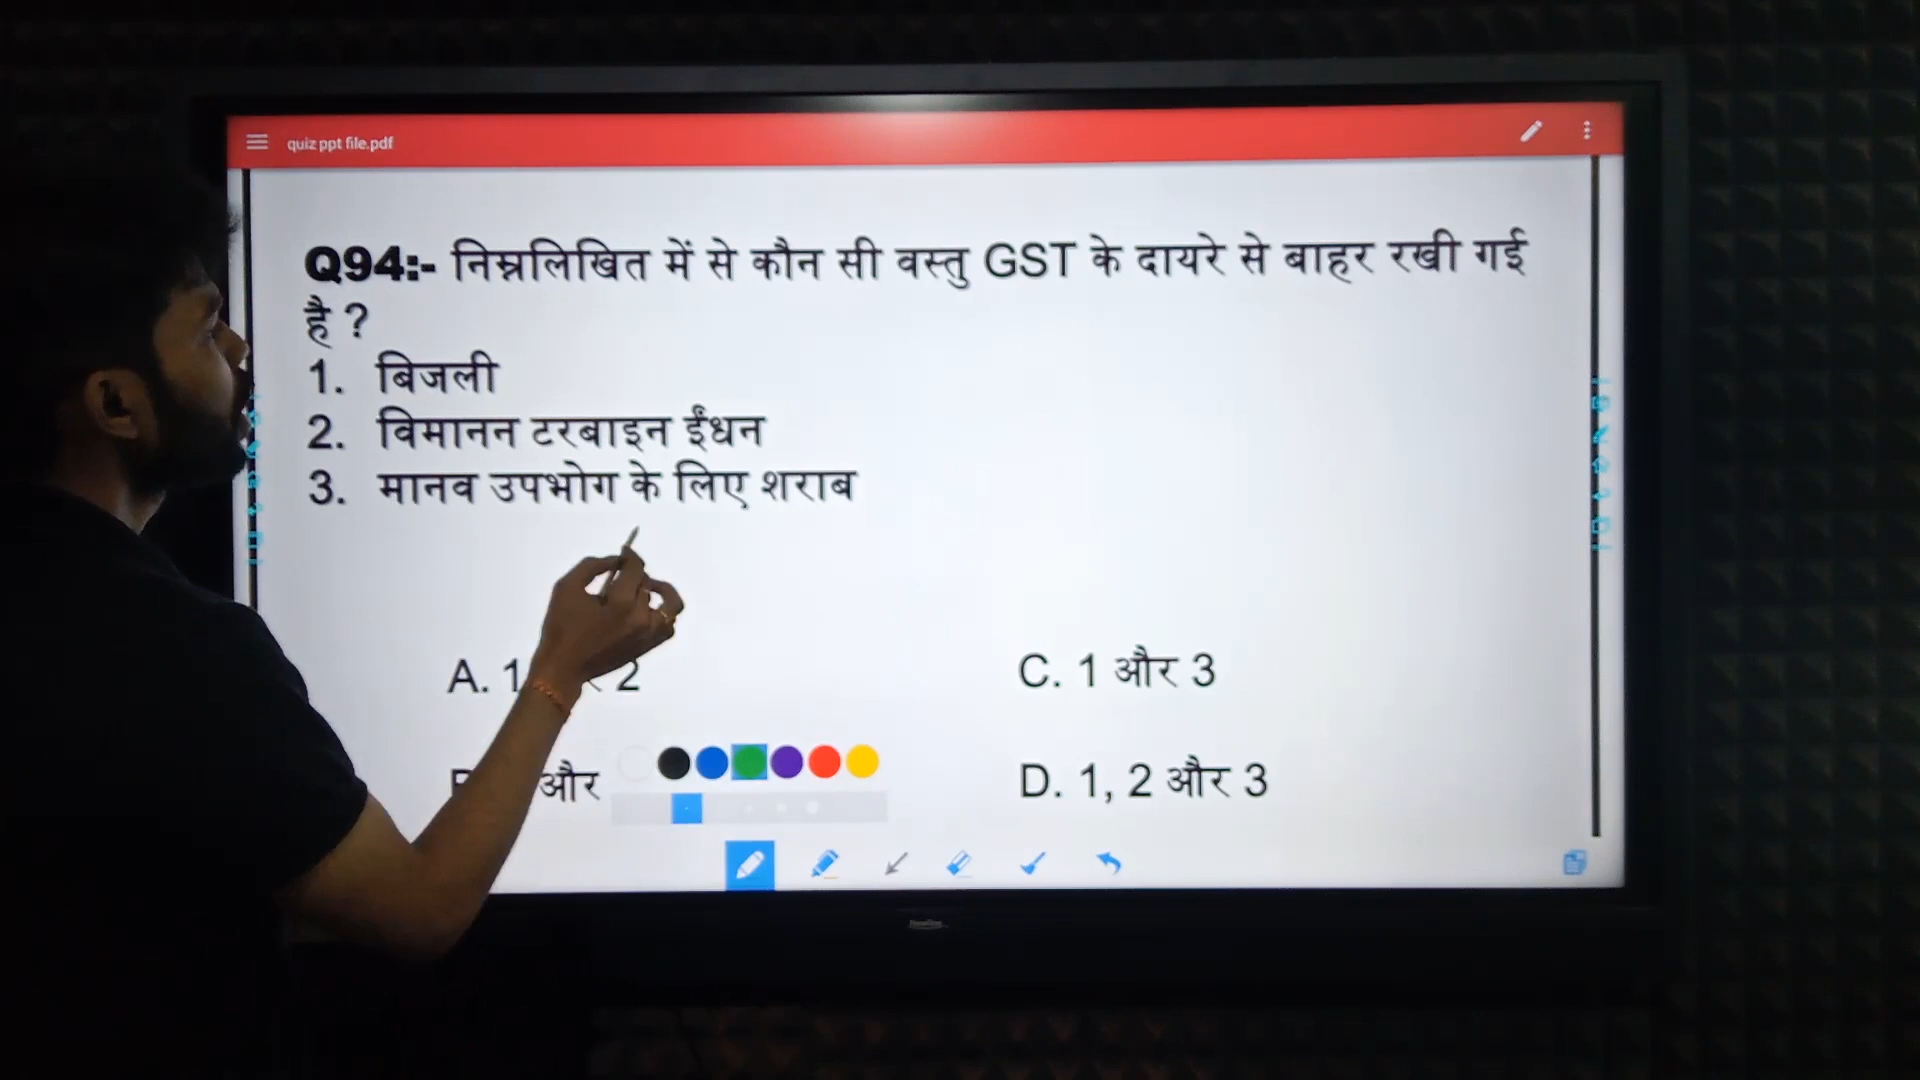 quiz ppt file.pdf
Q94:- निम्नलिखित में से कौन सी वस्तु GST के दायरे से बाहर रखी गई
है ?
1. बिजली
2. विमानन टरबाइन ईंधन
3. मानव उपभोग के लिए शराब
A. 1 2
C. 1 और 3
और
D. 1, 2 और 3